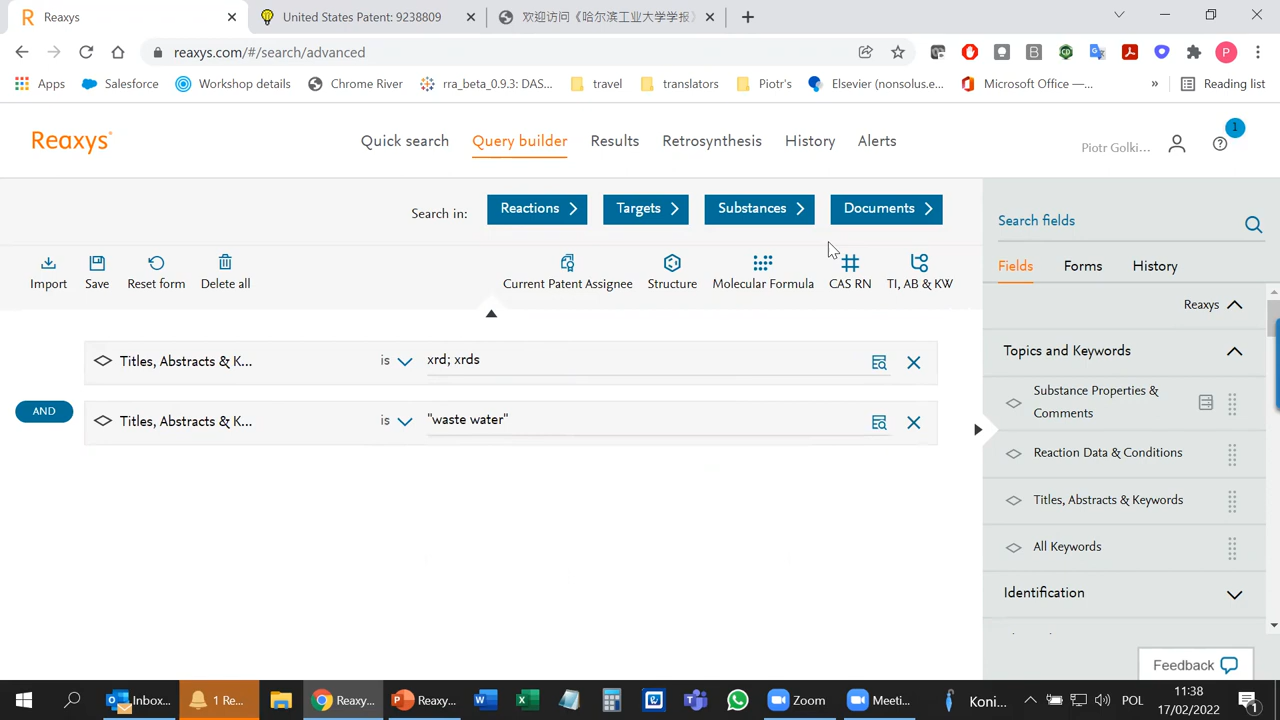 Reaxys
United States Patent: 9238809
欢迎访问《哈尔滨工业大学学报》
reaxys.com/#/search/advanced
P
Apps
Salesforce
Workshop details
Chrome River
rra_beta_0.9.3: DAS...
travel
translators
Piotr's
Elsevier (nonsolus.e...
Microsoft Office —...
»
Reading list
Reaxys®
Quick search
Query builder
Results
Retrosynthesis
History
Alerts
Piotr Golki...
1
Search in:
Reactions
Targets
Substances
Documents
Import
Save
Reset form
Delete all
Current Patent Assignee
Structure
Molecular Formula
CAS RN
TI, AB & KW
Titles, Abstracts & K...
is
xrd; xrds
AND
Titles, Abstracts & K...
is
"waste water"
Search fields
Fields
Forms
History
Reaxys
Topics and Keywords
Substance Properties &
Comments
Reaction Data & Conditions
Titles, Abstracts & Keywords
All Keywords
Identification
Feedback
Inbox...
1 Re...
Reaxy...
Reaxy...
Zoom
Meeti...
Koni...
POL
11:38
17/02/2022